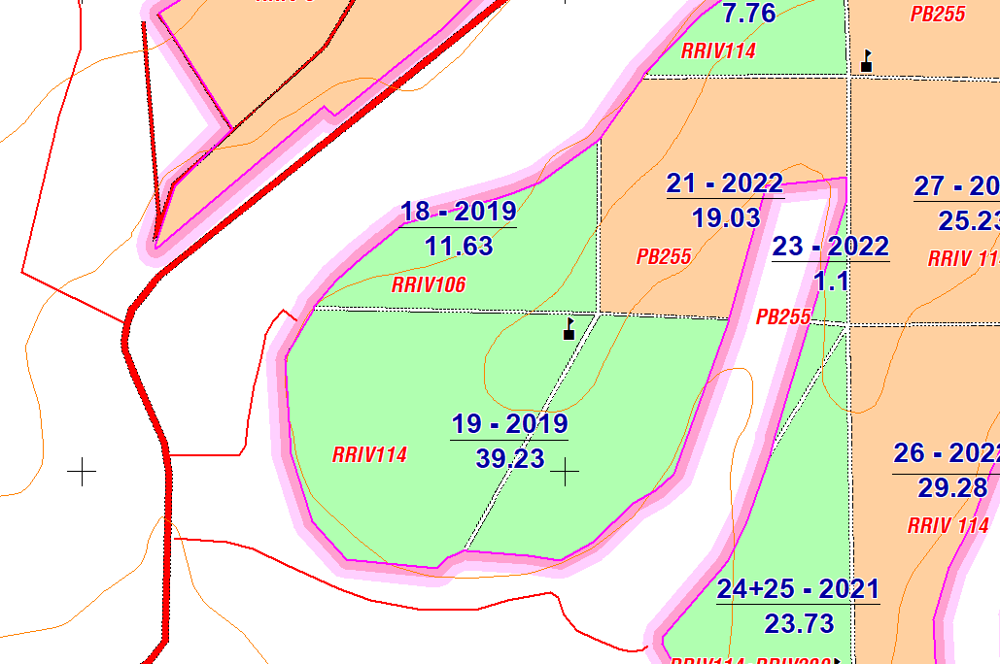 7.76
PB255
RRIV114
21 - 2022
19.03
27 - 20
25.23
18 - 2019
11.63
23 - 2022
1.1
PB255
RRIV 11
RRIV106
PB255
19 - 2019
39.23
RRIV114
26 - 2022
29.28
RRIV 114
24+25 - 2021
23.73